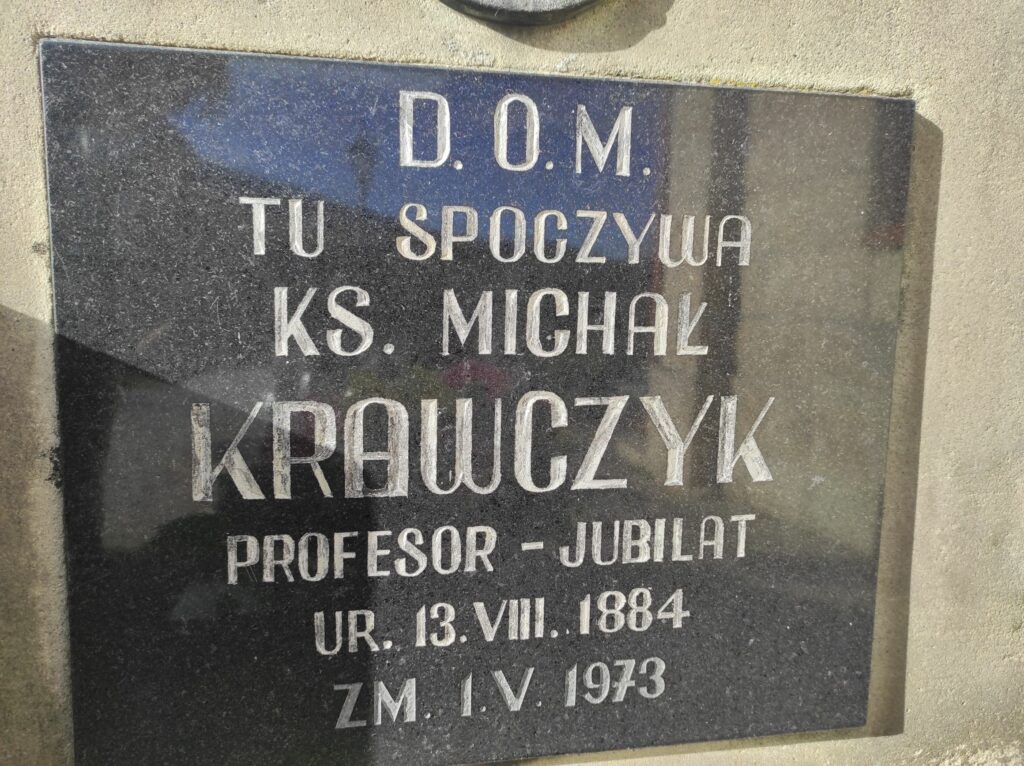 D.O.M.
TU SPOCZYWA
KS. MICHAŁ
KRAWCZYK
PROFESOR - JUBILAT
UR. 13.VIII. 1884
ZM. 1.V. 1973